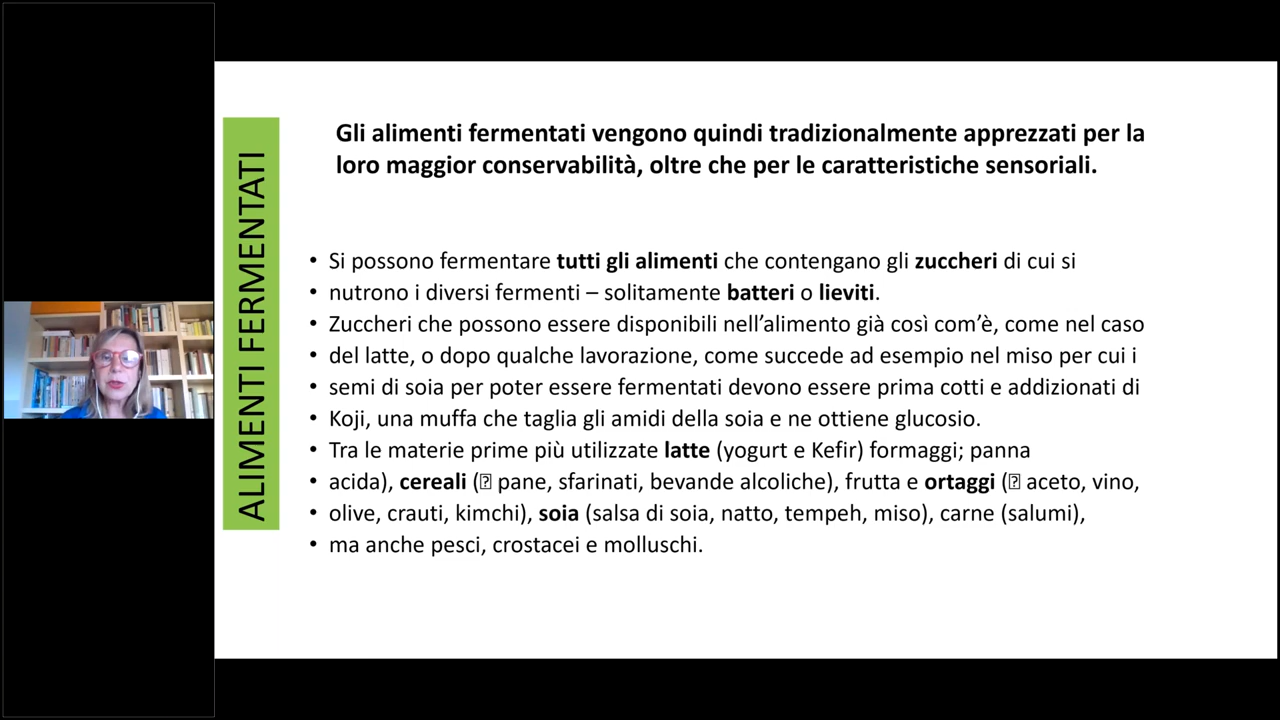 ALIMENTI FERMENTATI
Gli alimenti fermentati vengono quindi tradizionalmente apprezzati per la
loro maggior conservabilità, oltre che per le caratteristiche sensoriali.
• Si possono fermentare tutti gli alimenti che contengano gli zuccheri di cui si
• nutrono i diversi fermenti – solitamente batteri o lieviti.
• Zuccheri che possono essere disponibili nell’alimento già così com’è, come nel caso
• del latte, o dopo qualche lavorazione, come succede ad esempio nel miso per cui i
• semi di soia per poter essere fermentati devono essere prima cotti e addizionati di
• Koji, una muffa che taglia gli amidi della soia e ne ottiene glucosio.
• Tra le materie prime più utilizzate latte (yogurt e Kefir) formaggi; panna
• acida), cereali (⍰ pane, sfarinati, bevande alcoliche), frutta e ortaggi (⍰ aceto, vino,
• olive, crauti, kimchi), soia (salsa di soia, natto, tempeh, miso), carne (salumi),
• ma anche pesci, crostacei e molluschi.